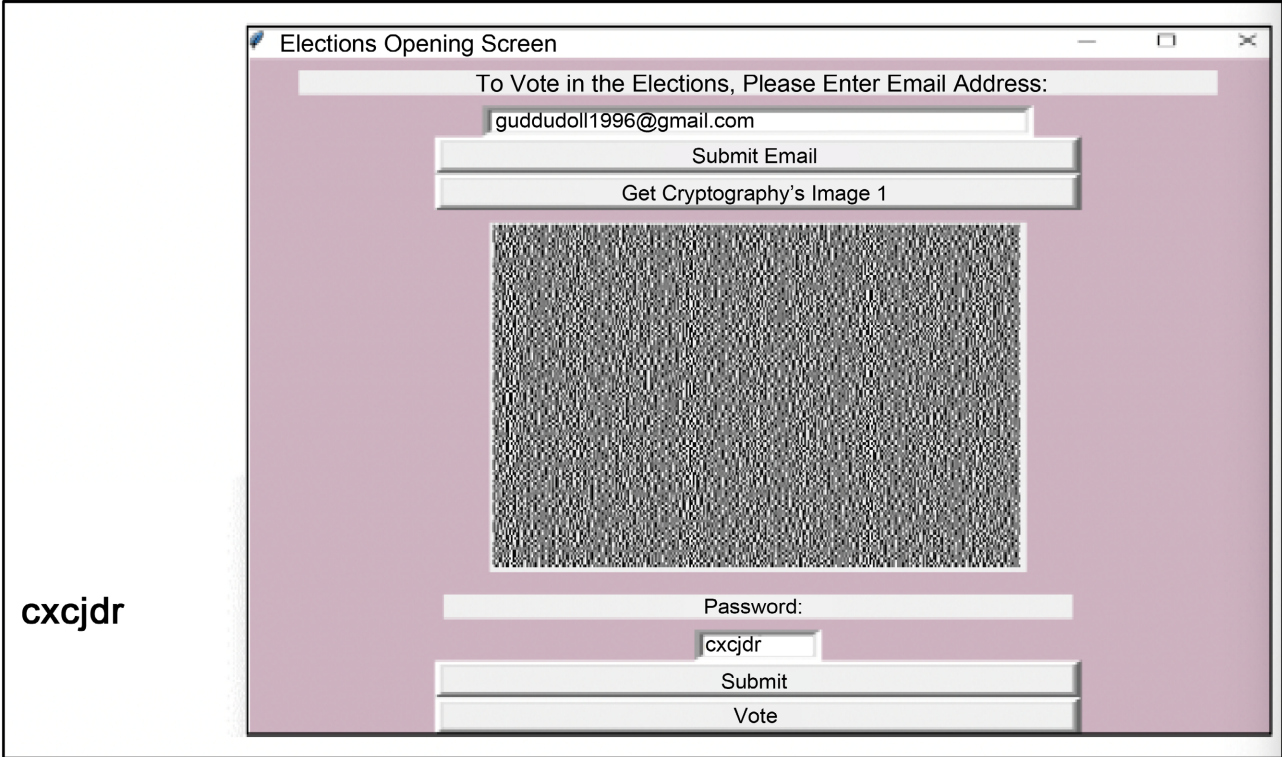 Elections Opening Screen
To Vote in the Elections, Please Enter Email Address:
guddudoll1996@gmail.com
Submit Email
Get Cryptography's Image 1
Password:
cxcjdr
cxcjdr
Submit
Vote